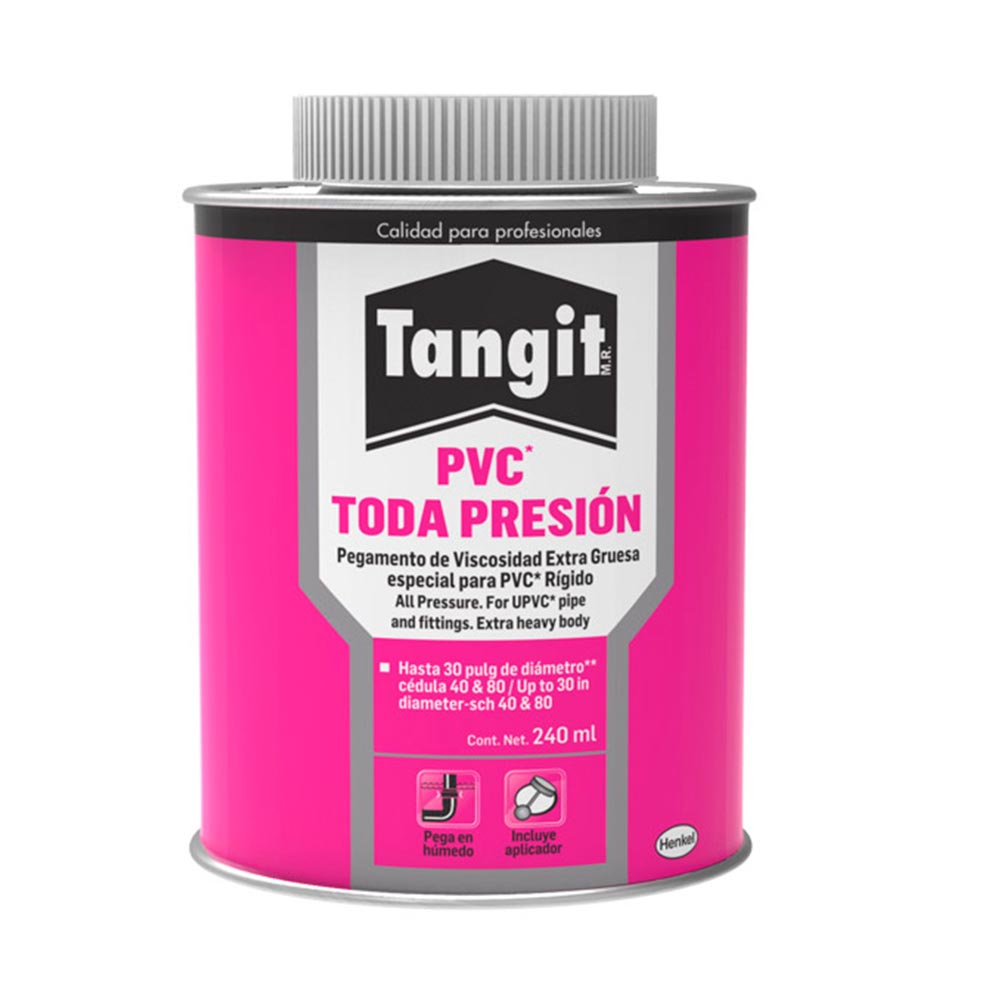 Calidad para profesionales
Tangit M.R.
PVC*
TODA PRESIÓN
Pegamento de Viscosidad Extra Gruesa
especial para PVC* Rígido
All Pressure. For UPVC* pipe
and fittings. Extra heavy body
Hasta 30 pulg de diámetro**
cédula 40 & 80 / Up to 30 in
diameter-sch 40 & 80
Cont. Net. 240 ml
Pega en
húmedo
Incluye
aplicador
Henkel